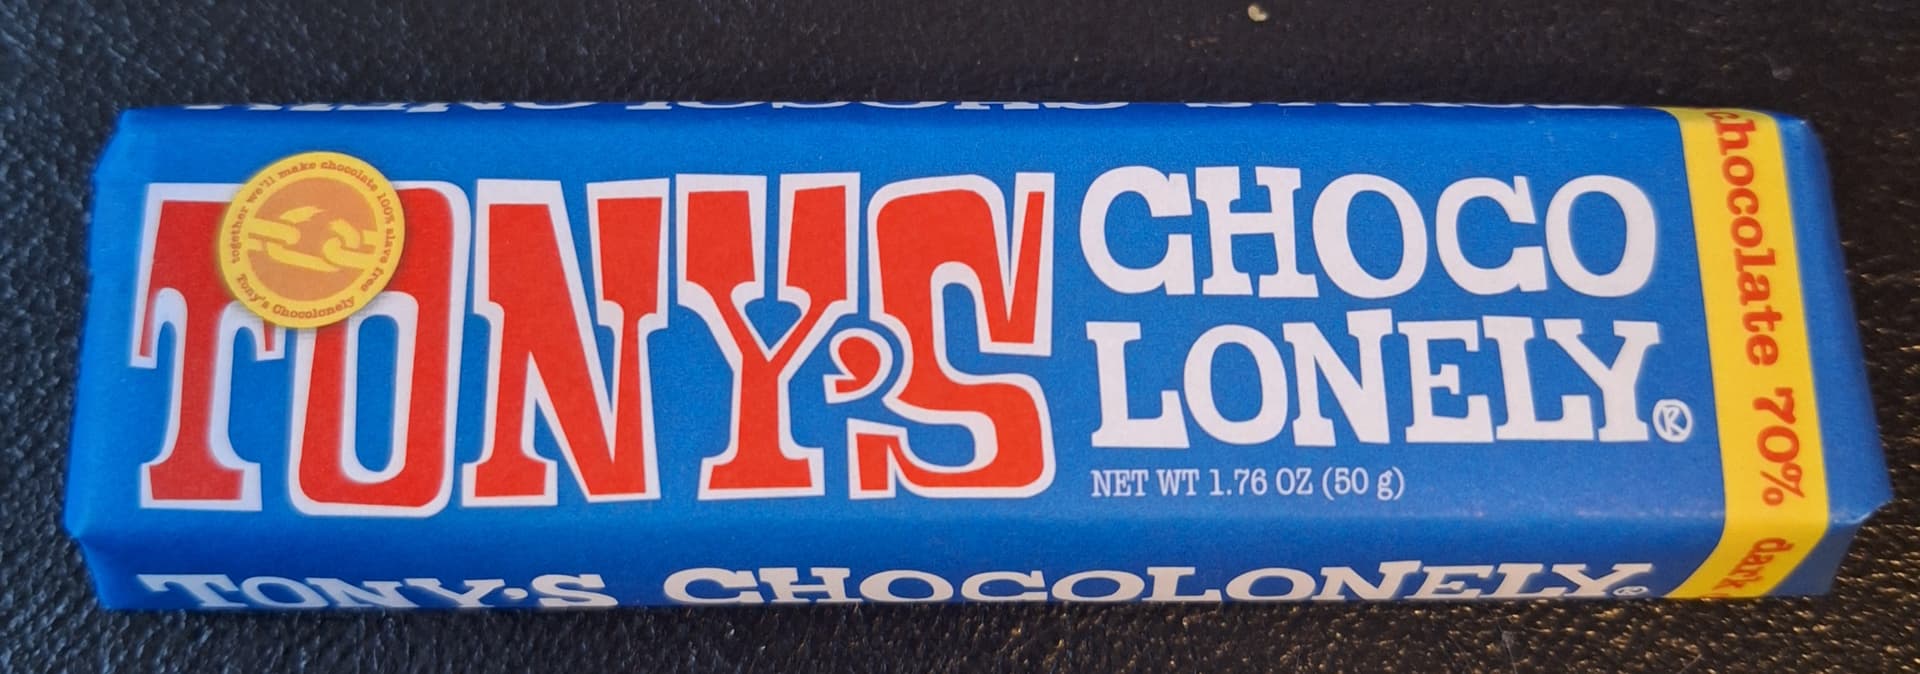 together we'll make chocolate 100% slave free
Tony's Chocolonely
TONY'S
CHOCO
LONELY®
NET WT 1.76 OZ (50 g)
chocolate 70%
dark
TONY'S CHOCOLONELY®